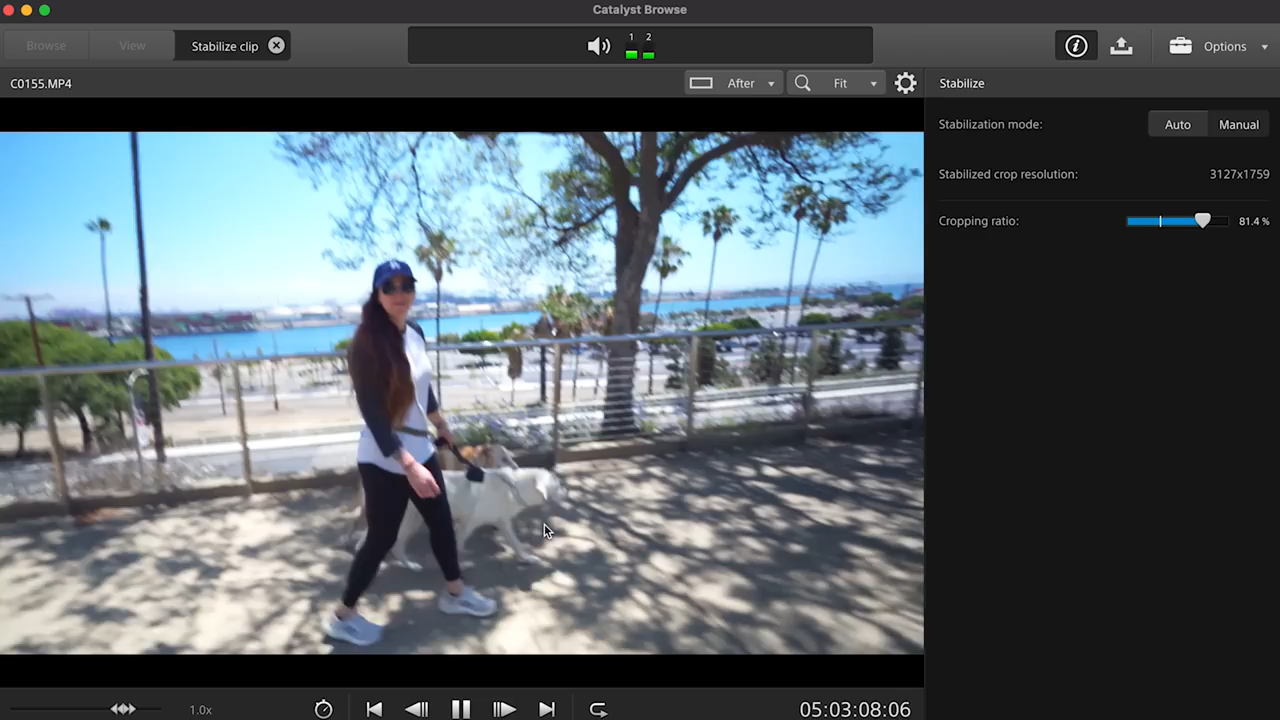 Catalyst Browse
Browse
View
Stabilize clip
1 2
Options
C0155.MP4
After
Fit
Stabilize
Stabilization mode:
Auto
Manual
Stabilized crop resolution:
3127x1759
Cropping ratio:
81.4 %
1.0x
05:03:08:06